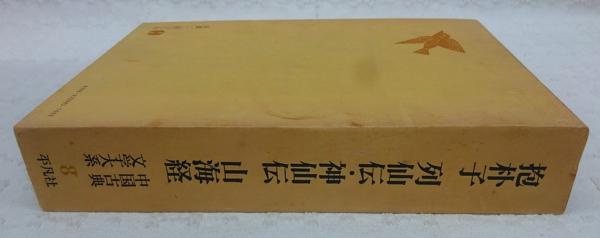 抱朴子
列仙伝・神仙伝
山海経
中国古典
文学大系
8
平凡社